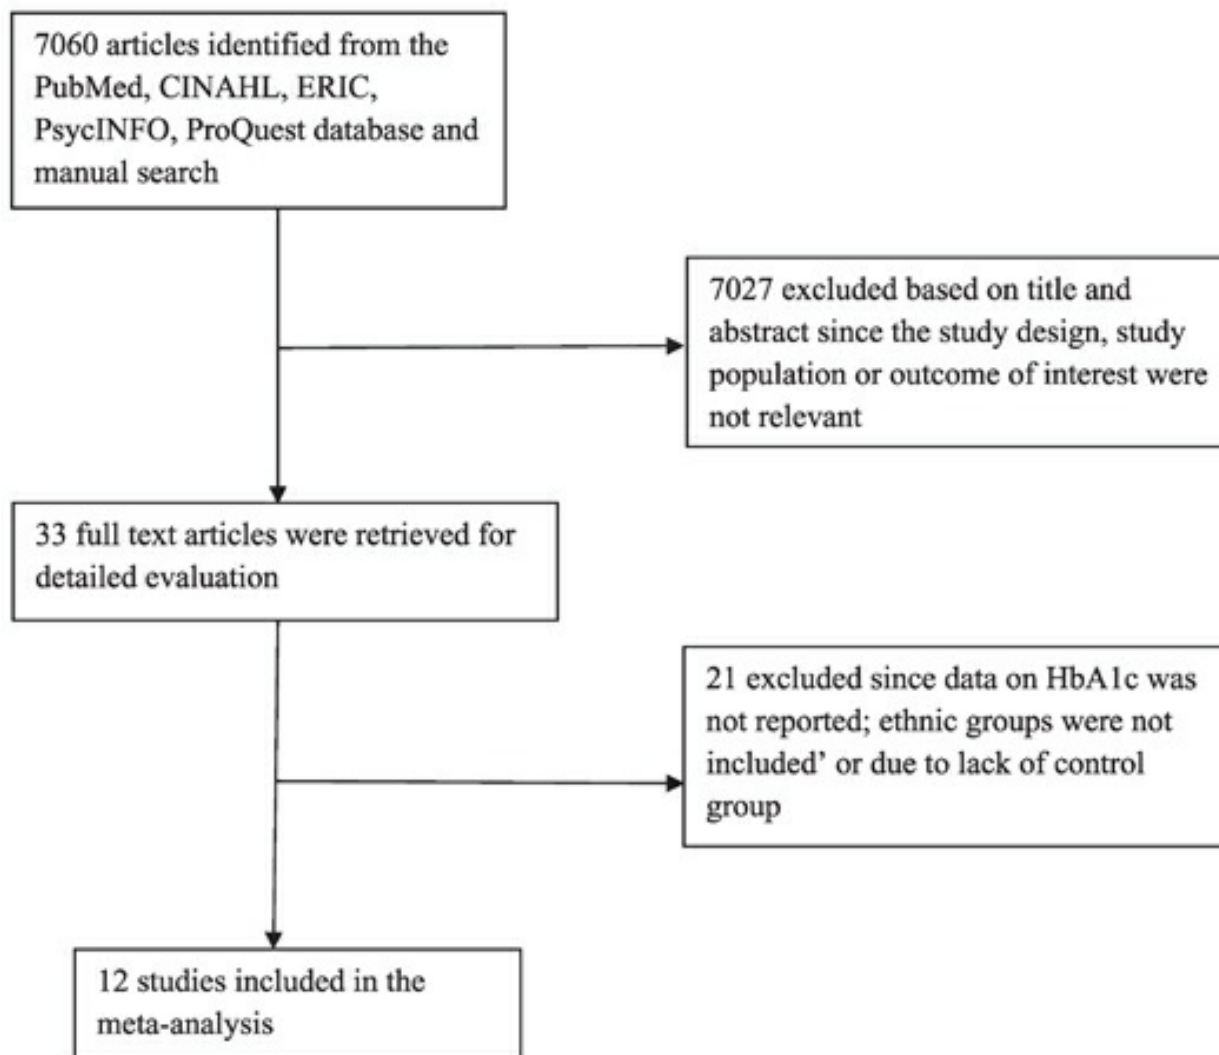 7060 articles identified from the
PubMed, CINAHL, ERIC,
PsycINFO, ProQuest database and
manual search
7027 excluded based on title and
abstract since the study design, study
population or outcome of interest were
not relevant
33 full text articles were retrieved for
detailed evaluation
21 excluded since data on HbA1c was
not reported; ethnic groups were not
included’ or due to lack of control
group
12 studies included in the
meta-analysis